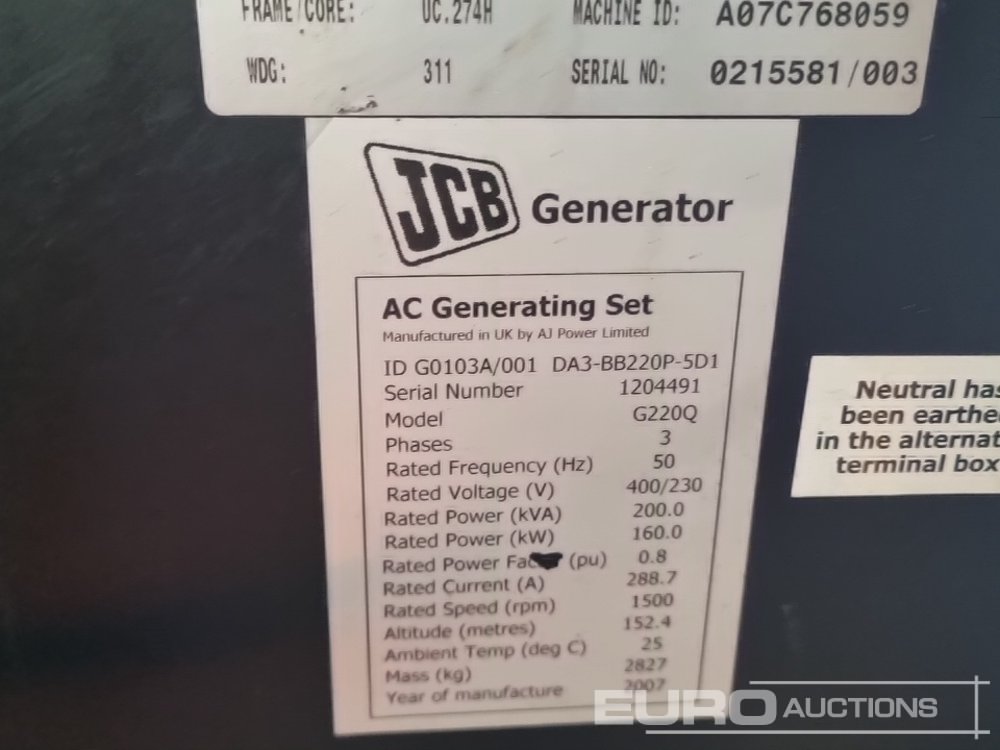 FRAME/CORE: UC.274H MACHINE ID: A07C768059
WDG: 311 SERIAL NO: 0215581/003
JCB Generator
AC Generating Set
Manufactured in UK by AJ Power Limited
ID G0103A/001 DA3-BB220P-5D1
Serial Number 1204491
Model G220Q
Phases 3
Rated Frequency (Hz) 50
Rated Voltage (V) 400/230
Rated Power (kVA) 200.0
Rated Power (kW) 160.0
Rated Power Factor (pu) 0.8
Rated Current (A) 288.7
Rated Speed (rpm) 1500
Altitude (metres) 152.4
Ambient Temp (deg C) 25
Mass (kg) 2827
Year of manufacture 2007
Neutral has
been earthe
in the alternat
terminal box
EURO AUCTIONS